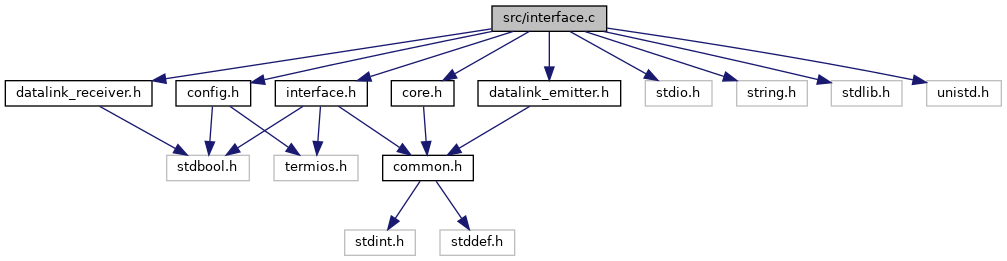 src/interface.c
datalink_receiver.h
config.h
interface.h
core.h
datalink_emitter.h
stdio.h
string.h
stdlib.h
unistd.h
stdbool.h
termios.h
common.h
stdint.h
stddef.h